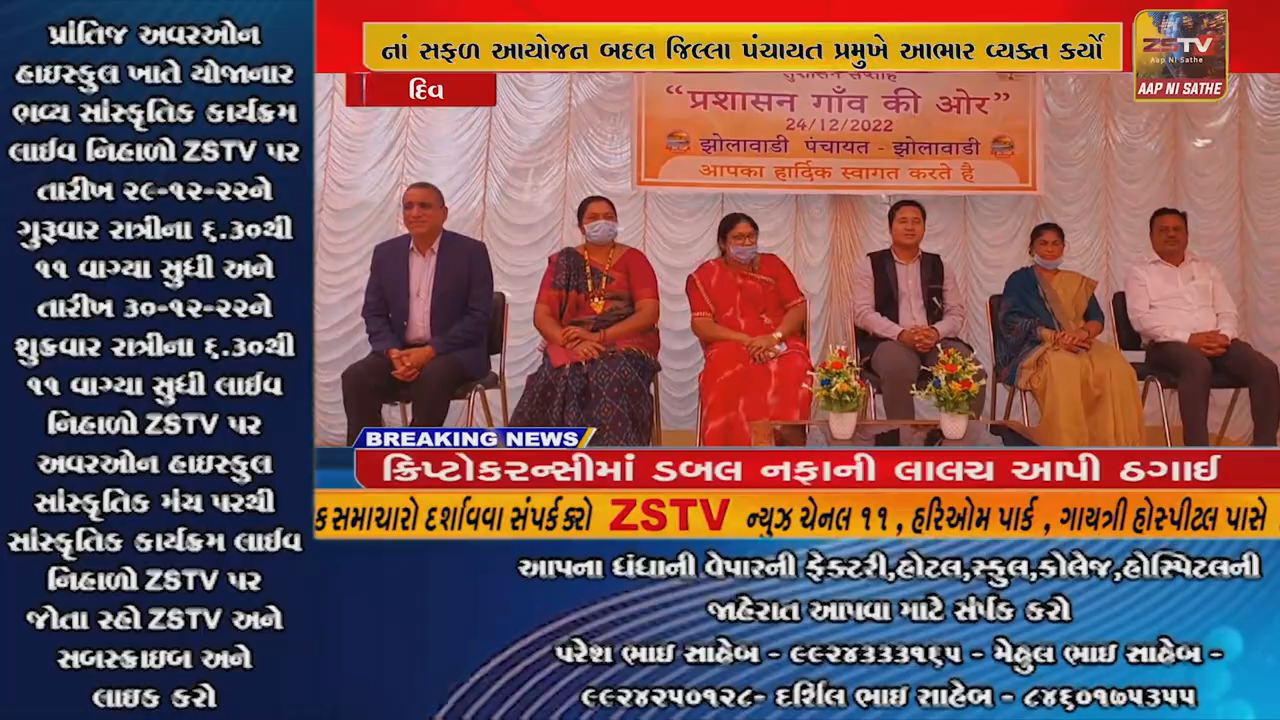 પ્રાંતિજ અવરઓન
હાઇસ્કુલ ખાતે યોજાનાર
ભવ્ય સાંસ્કૃતિક કાર્યક્રમ
લાઈવ નિહાળો ZSTV પર
તારીખ ૨૯-૧૨-૨૨ને
ગુરૂવાર રાત્રીના ૬.૩૦થી
૧૧ વાગ્યા સુધી અને
તારીખ ૩૦-૧૨-૨૨ને
શુક્રવાર રાત્રીના ૬.૩૦થી
૧૧ વાગ્યા સુધી લાઈવ
નિહાળો ZSTV પર
અવરઓન હાઇસ્કુલ
સાંસ્કૃતિક મંચ પરથી
સાંસ્કૃતિક કાર્યક્રમ લાઈવ
નિહાળો ZSTV પર
જોતા રહો ZSTV અને
સબસ્ક્રાઇબ અને
લાઇક કરો
નાં સફળ આયોજન બદલ જિલ્લા પંચાયત પ્રમુખે આભાર વ્યક્ત કર્યો
ZSTV
Aap Ni Sathe
AAP NI SATHE
દિવ
सुशासन सप्ताह
“प्रशासन गाँव की ओर”
24/12/2022
झोलावाडी पंचायत - झोलावाडी
आपका हार्दिक स्वागत करते है
BREAKING NEWS
ક્રિપ્ટોકરન્સીમાં ડબલ નફાની લાલચ આપી ઠગાઈ
ક સમાચારો દર્શાવવા સંપર્ક કરો ZSTV ન્યુઝ ચેનલ ૧૧ , હરિઓમ પાર્ક , ગાયત્રી હોસ્પીટલ પાસે
આપના ધંધાની વેપારની ફેક્ટરી,હોટલ,સ્કુલ,કોલેજ,હોસ્પિટલની
જાહેરાત આપવા માટે સંર્પક કરો
પરેશ ભાઇ સાહેબ - ૯૯૨૪૩૩૩૧૬૫ - મેહુલ ભાઇ સાહેબ -
૯૯૨૪૨૫૦૧૨૮- દર્શિલ ભાઇ સાહેબ - ૮૪૬૦૧૭૫૩૫૫